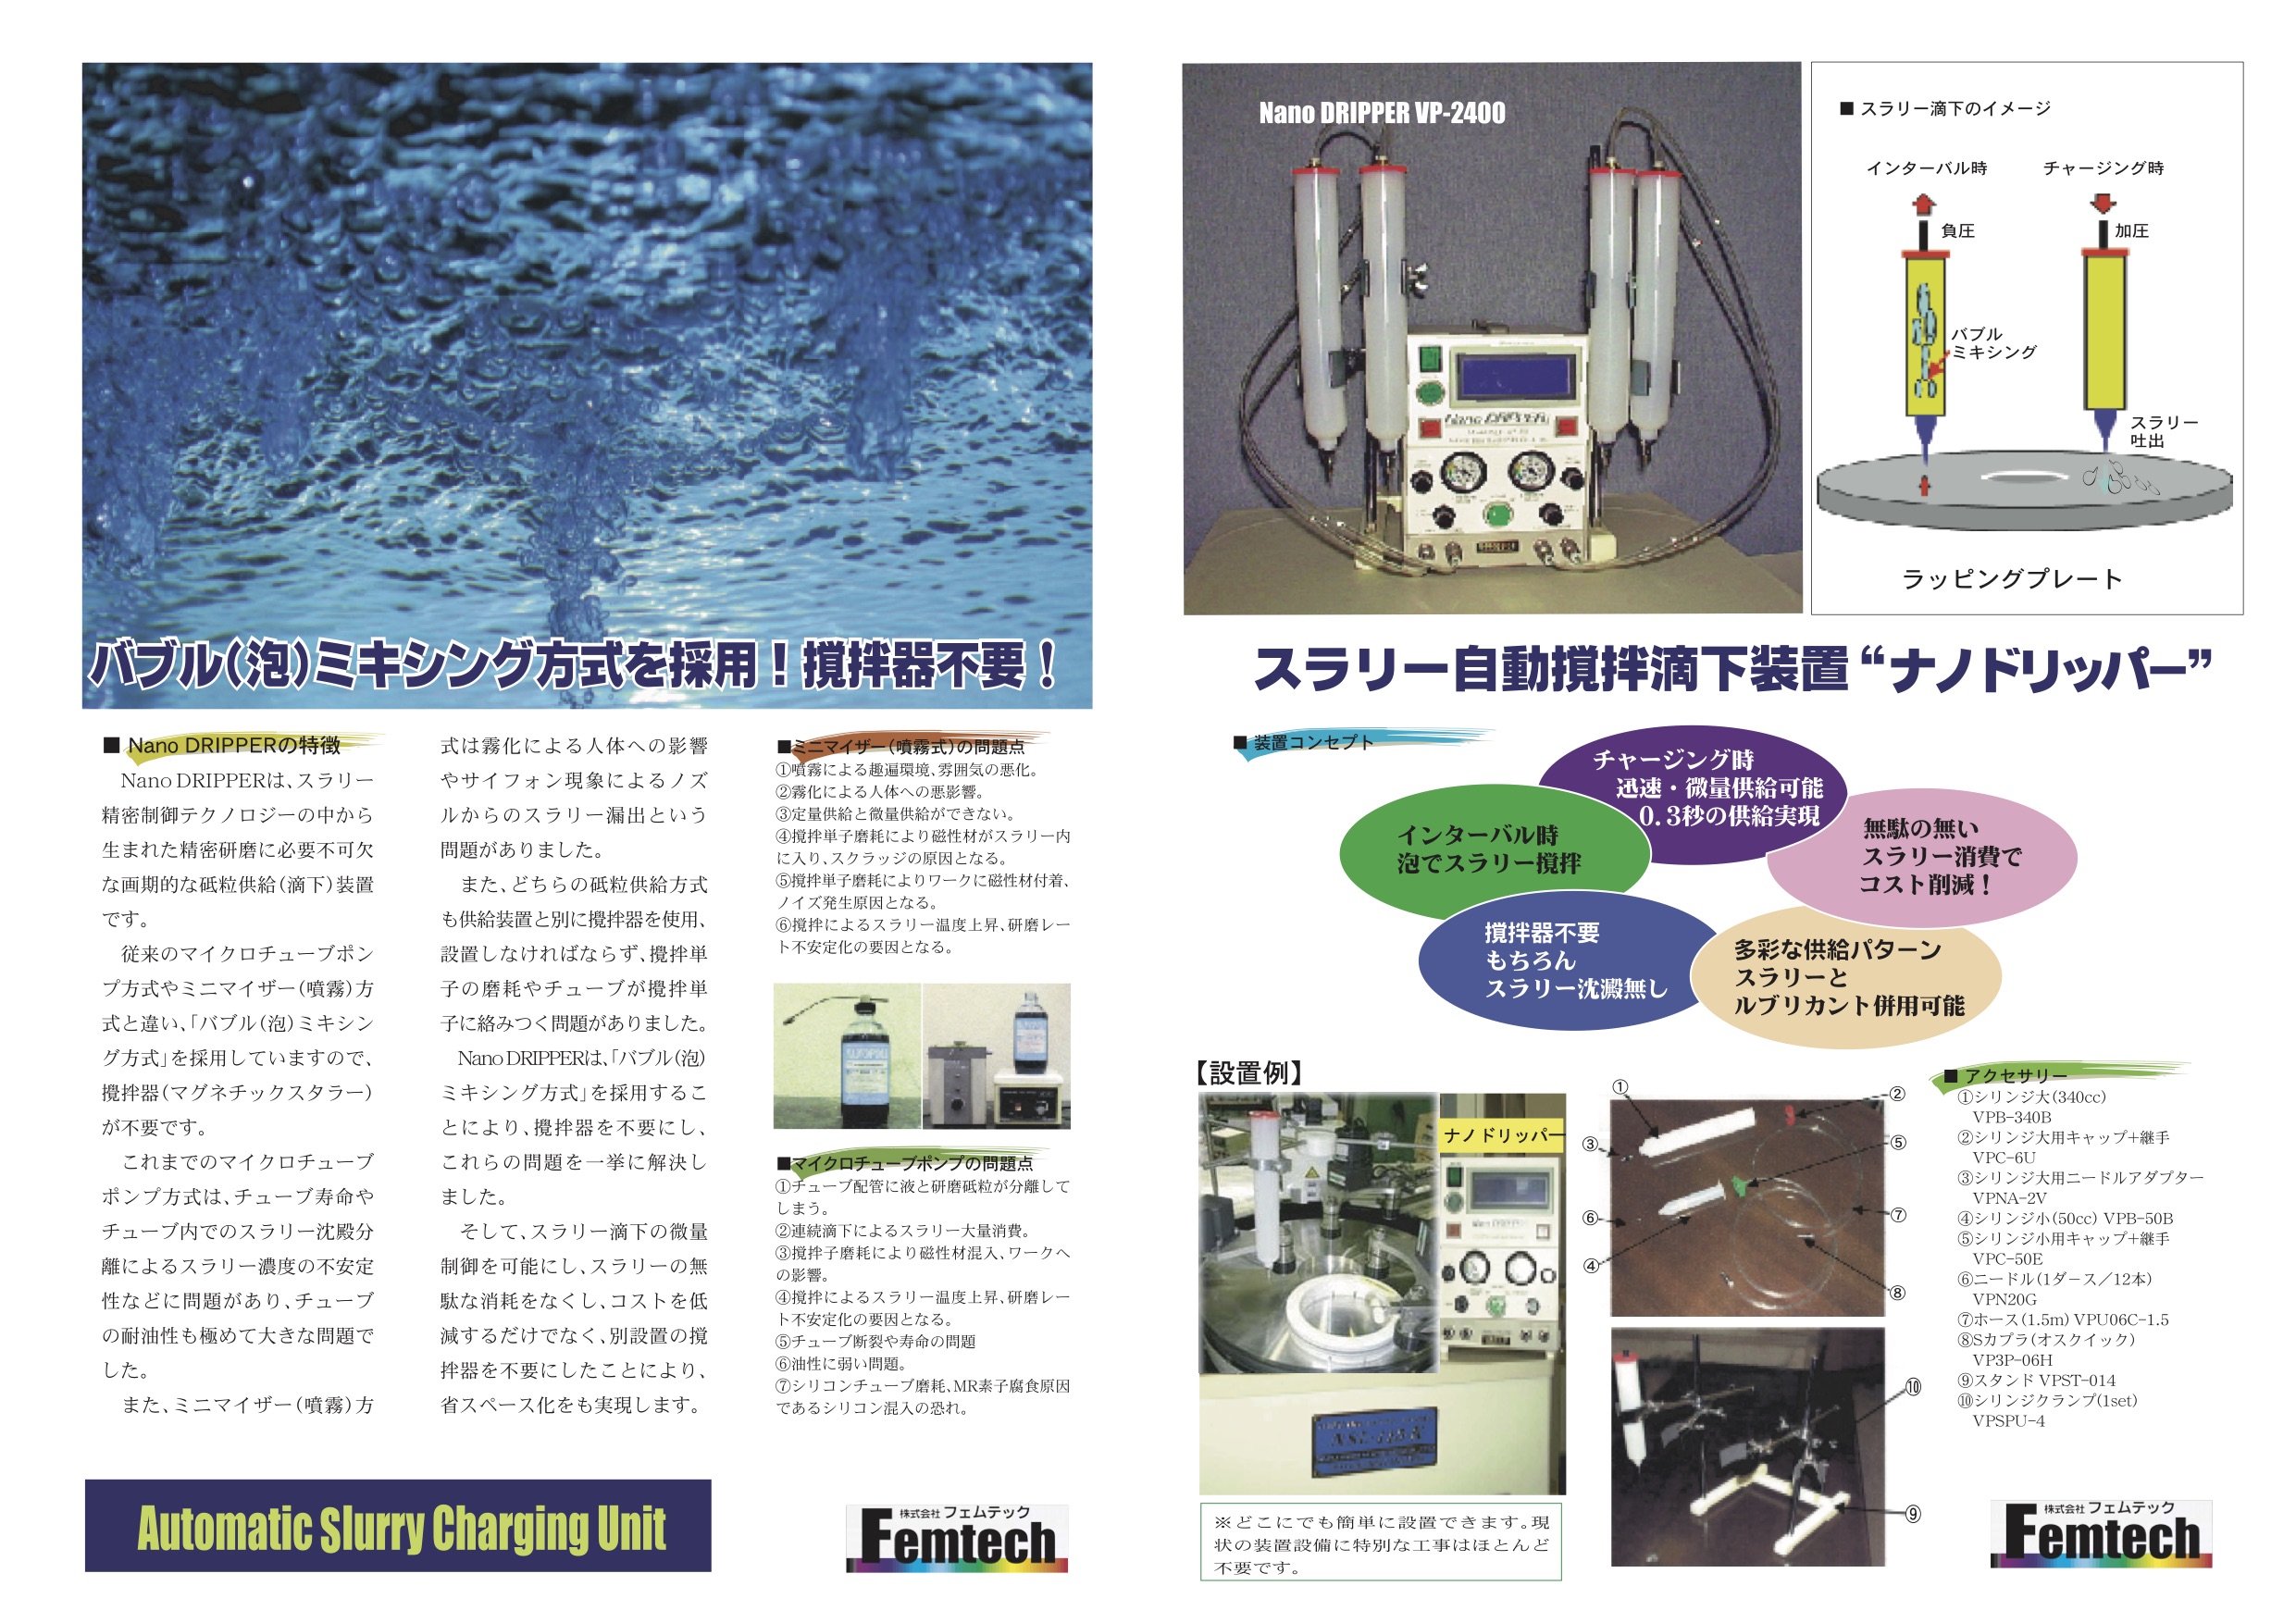 バブル（泡）ミキシング方式を採用！撹拌器不要！
■ Nano DRIPPERの特徴
Nano DRIPPERは、スラリー
精密制御テクノロジーの中から
生まれた精密研磨に必要不可欠
な画期的な砥粒供給（滴下）装置
です。
従来のマイクロチューブポン
プ方式やミニマイザー（噴霧）方
式と違い、「バブル（泡）ミキシン
グ方式」を採用していますので、
攪拌器（マグネチックスタラー）
が不要です。
これまでのマイクロチューブ
ポンプ方式は、チューブ寿命や
チューブ内でのスラリー沈殿分
離によるスラリー濃度の不安定
性などに問題があり、チューブ
の耐油性も極めて大きな問題で
した。
また、ミニマイザー（噴霧）方
式は霧化による人体への影響
やサイフォン現象によるノズ
ルからのスラリー漏出という
問題がありました。
また、どちらの砥粒供給方式
も供給装置と別に攪拌器を使用、
設置しなければならず、攪拌単
子の磨耗やチューブが攪拌単
子に絡みつく問題がありました。
Nano DRIPPERは、「バブル（泡）
ミキシング方式」を採用するこ
とにより、攪拌器を不要にし、
これらの問題を一挙に解決し
ました。
そして、スラリー滴下の微量
制御を可能にし、スラリーの無
駄な消耗をなくし、コストを低
減するだけでなく、別設置の撹
拌器を不要にしたことにより、
省スペース化をも実現します。
■ミニマイザー（噴霧式）の問題点
①噴霧による趣遍環境、雰囲気の悪化。
②霧化による人体への悪影響。
③定量供給と微量供給ができない。
④攪拌単子磨耗により磁性材がスラリー内
に入り、スクラッジの原因となる。
⑤攪拌単子磨耗によりワークに磁性材付着、
ノイズ発生原因となる。
⑥攪拌によるスラリー温度上昇、研磨レー
ト不安定化の要因となる。
■マイクロチューブポンプの問題点
①チューブ配管に液と研磨砥粒が分離して
しまう。
②連続滴下によるスラリー大量消費。
③攪拌子磨耗により磁性材混入、ワークへ
の影響。
④攪拌によるスラリー温度上昇、研磨レー
ト不安定化の要因となる。
⑤チューブ断裂や寿命の問題
⑥油性に弱い問題。
⑦シリコンチューブ磨耗、MR素子腐食原因
であるシリコン混入の恐れ。
Automatic Slurry Charging Unit
株式会社 フェムテック
Femtech
Nano DRIPPER VP-2400
Nano DRIPPER
■ スラリー滴下のイメージ
インターバル時
チャージング時
負圧
加圧
バブル
ミキシング
スラリー
吐出
ラッピングプレート
スラリー自動撹拌滴下装置“ナノドリッパー”
■ 装置コンセプト
チャージング時
迅速・微量供給可能
0.3秒の供給実現
インターバル時
泡でスラリー撹拌
無駄の無い
スラリー消費で
コスト削減！
撹拌器不要
もちろん
スラリー沈澱無し
多彩な供給パターン
スラリーと
ルブリカント併用可能
【設置例】
ナノドリッパー
※どこにでも簡単に設置できます。現
状の装置設備に特別な工事はほとんど
不要です。
①
②
③
⑤
⑥
⑦
④
⑧
⑩
⑨
■ アクセサリー
①シリンジ大（340cc）
VPB-340B
②シリンジ大用キャップ+継手
VPC-6U
③シリンジ大用ニードルアダプター
VPNA-2V
④シリンジ小（50cc） VPB-50B
⑤シリンジ小用キャップ+継手
VPC-50E
⑥ニードル（1ダース／12本）
VPN20G
⑦ホース（1.5m） VPU06C-1.5
⑧Sカプラ（オスクイック）
VP3P-06H
⑨スタンド VPST-014
⑩シリンジクランプ(1set)
VPSPU-4
株式会社 フェムテック
Femtech